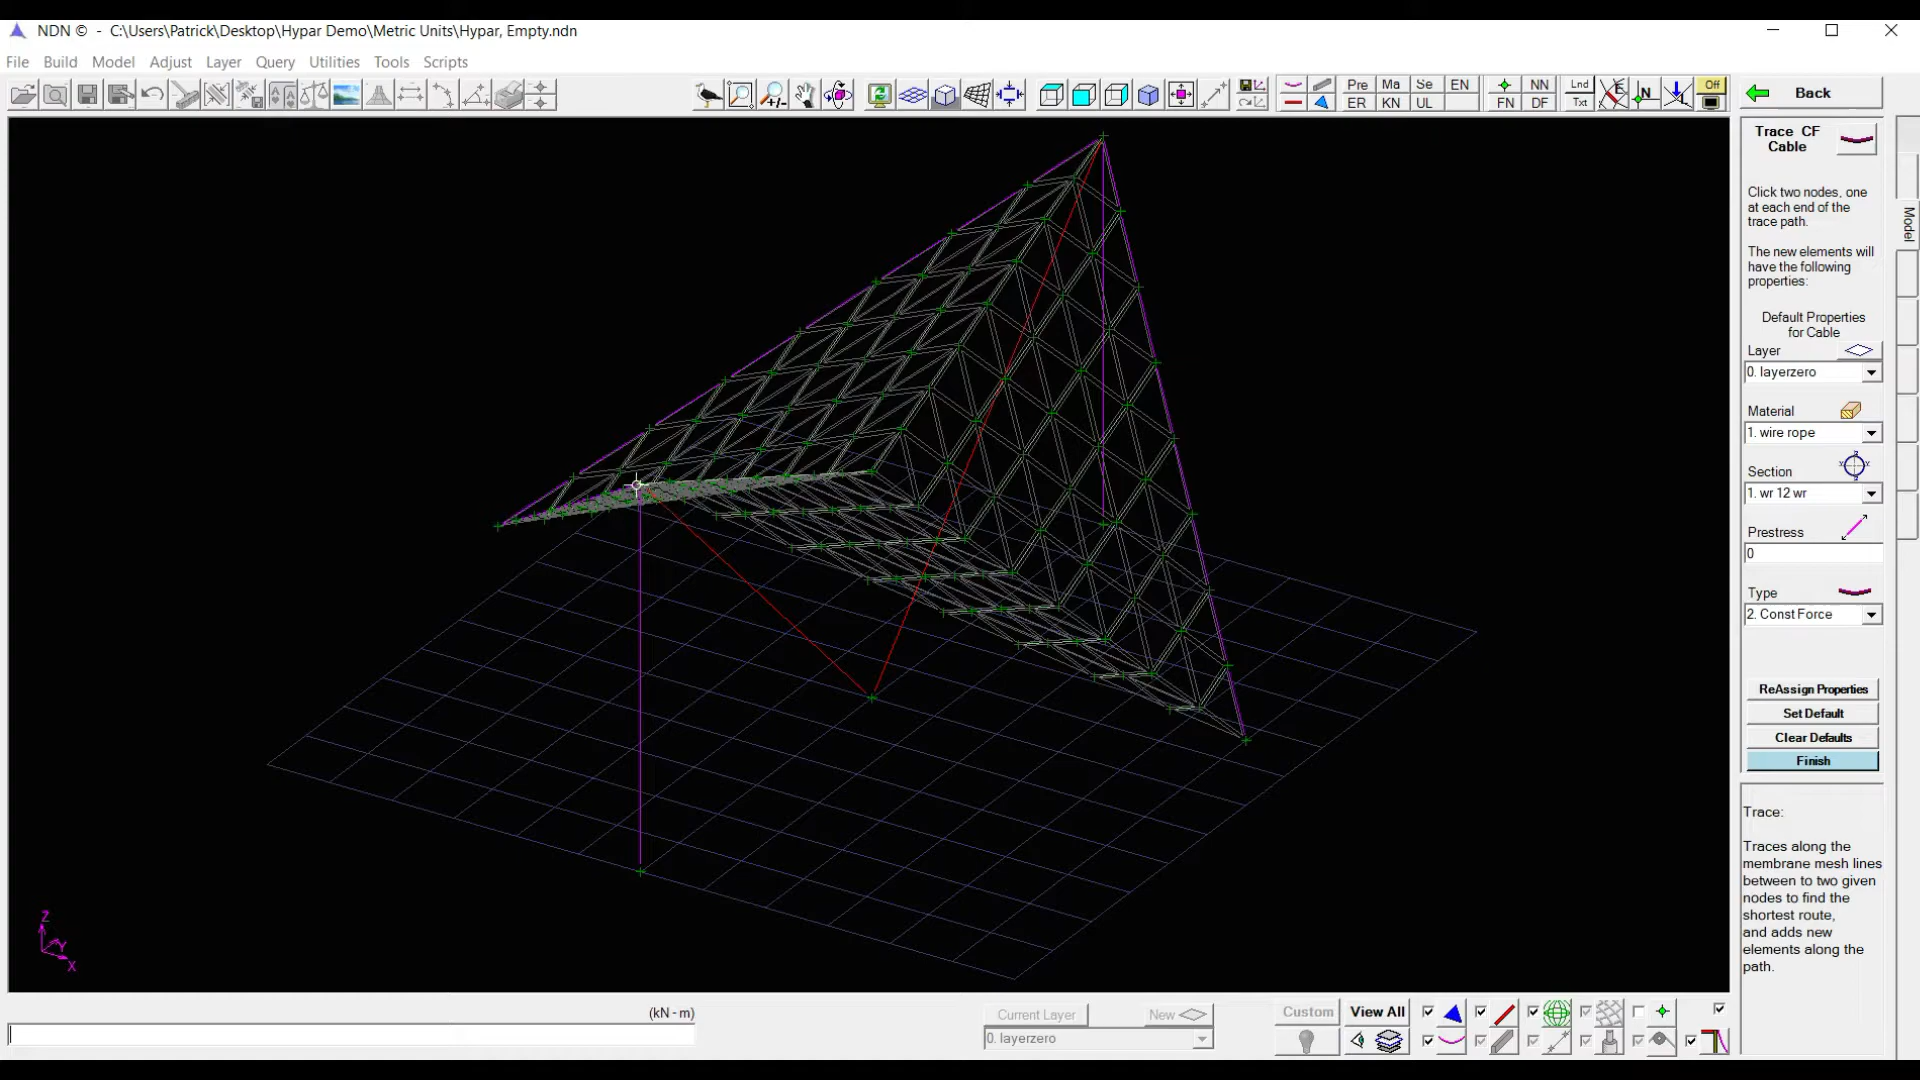 NDN © - C:\Users\Patrick\Desktop\Hypar Demo\Metric Units\Hypar, Empty.ndn
File Build Model Adjust Layer Query Utilities Tools Scripts
Pre Ma Se EN NN Lnd Off
ER KN UL FN DF Txt
E N L
Back
Trace CF
Cable
Click two nodes, one
at each end of the
trace path.
The new elements will
have the following
properties:
Default Properties
for Cable
Layer
0. layerzero
Material
1. wire rope
Section
1. wr 12 wr
Prestress
0
Type
2. Const Force
ReAssign Properties
Set Default
Clear Defaults
Finish
Trace:
Traces along the
membrane mesh lines
between to two given
nodes to find the
shortest route,
and adds new
elements along the
path.
Model
Z
Y
X
(kN - m)
Current Layer
New
0. layerzero
Custom
View All